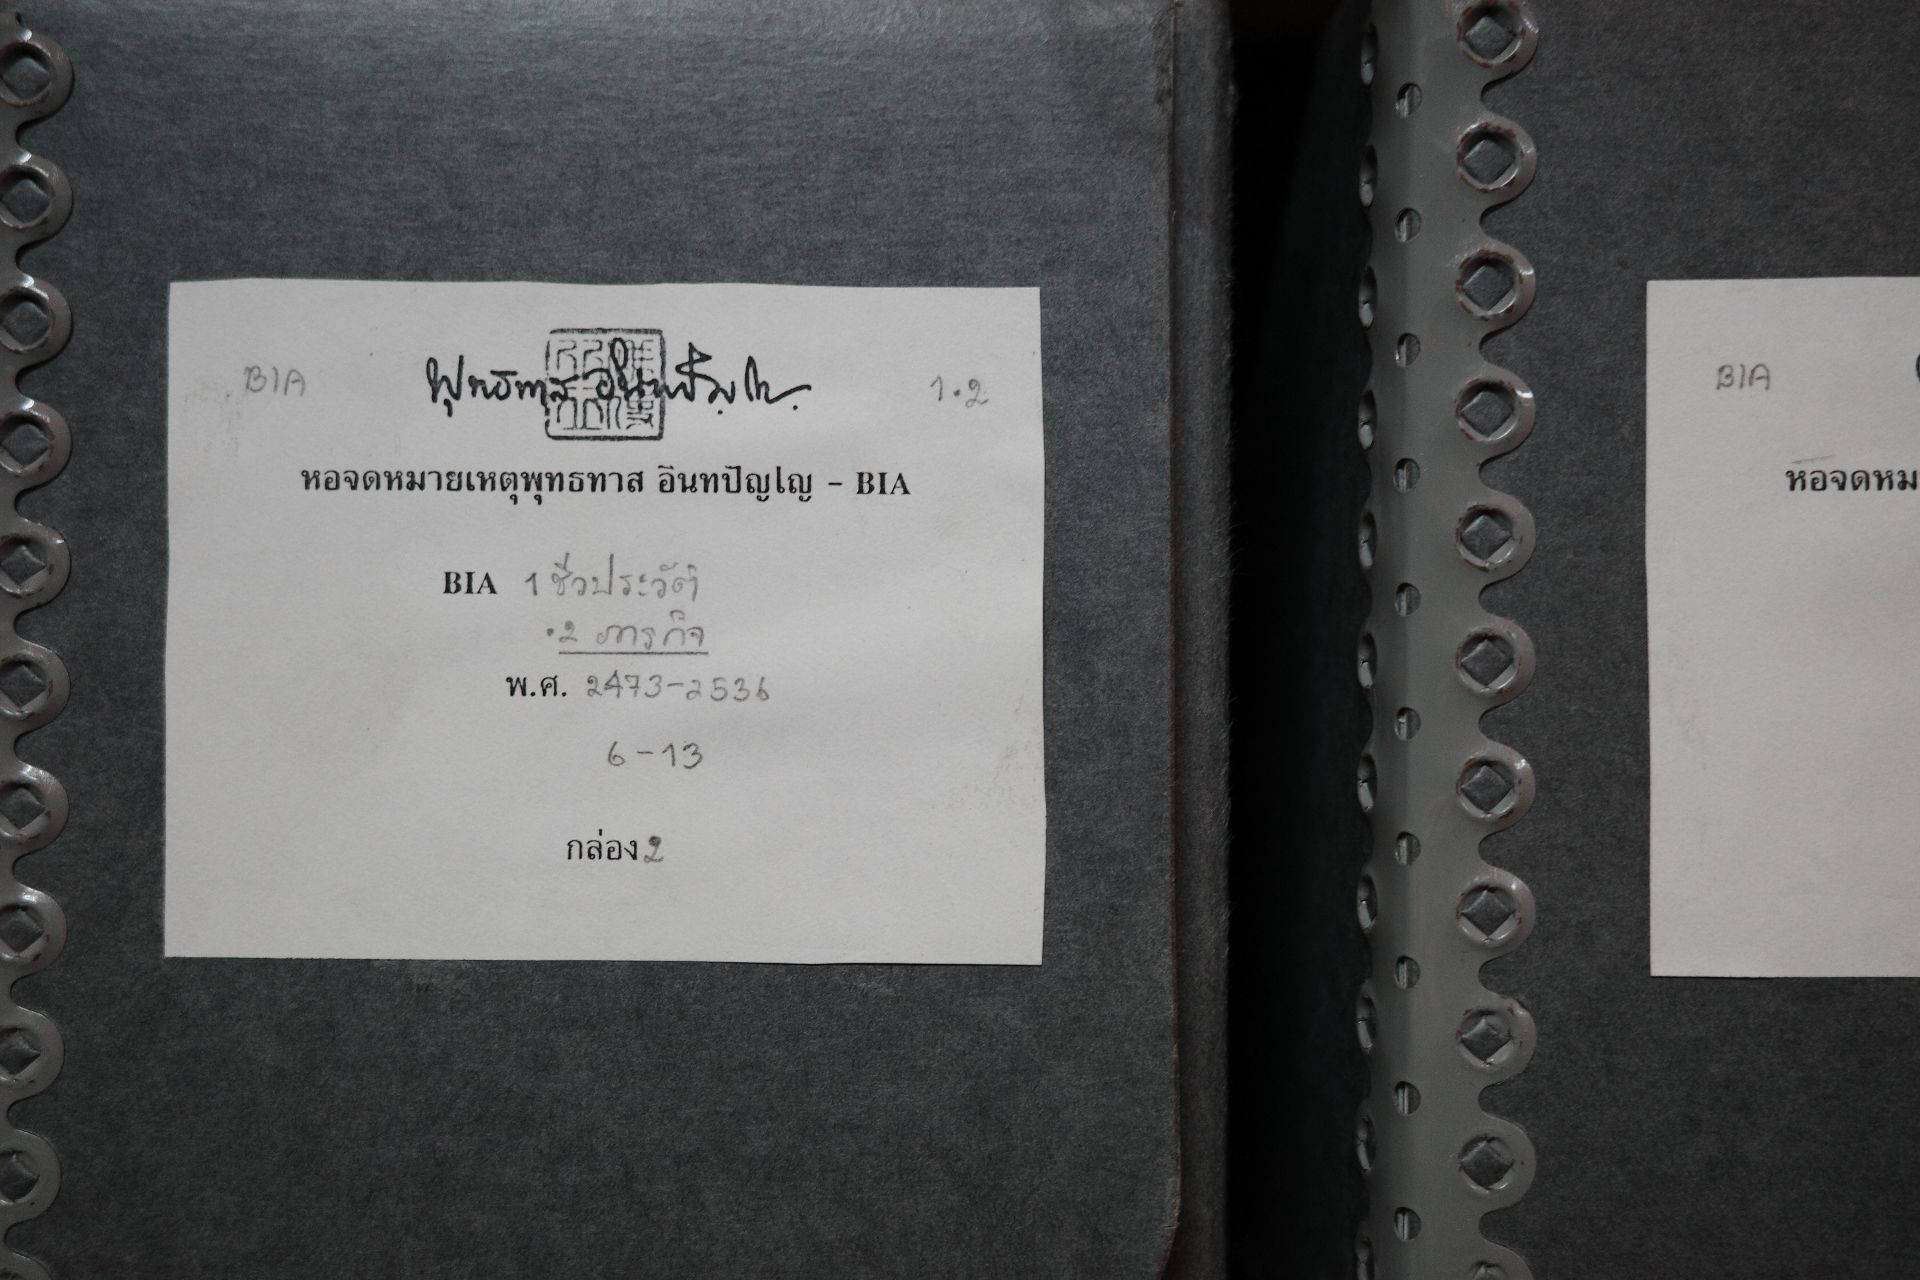 BIA พุทธทาส อินทปัญโญ. 1.2
หอจดหมายเหตุพุทธทาส อินทปัญโญ - BIA
BIA 1 ชีวประวัติ
.2 ภารกิจ
พ.ศ. 2473-2536
6-13
กล่อง 2
BIA
หอจดหม